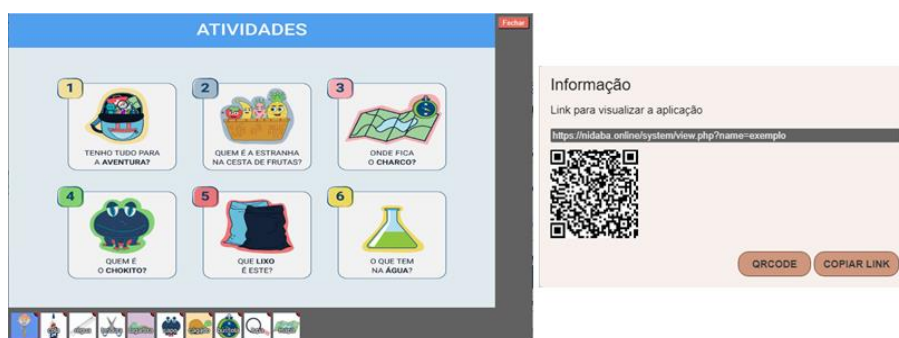 ATIVIDADES
Fechar
1
TENHO TUDO PARA
A AVENTURA?
2
QUEM É A ESTRANHA
NA CESTA DE FRUTAS?
3
ONDE FICA
O CHARCO?
4
QUEM É
O CHOKITO?
5
QUE LIXO
É ESTE?
6
O QUE TEM
NA ÁGUA?
Informação
Link para visualizar a aplicação
https://nidaba.online/system/view.php?name=exemplo
QRCODE
COPIAR LINK